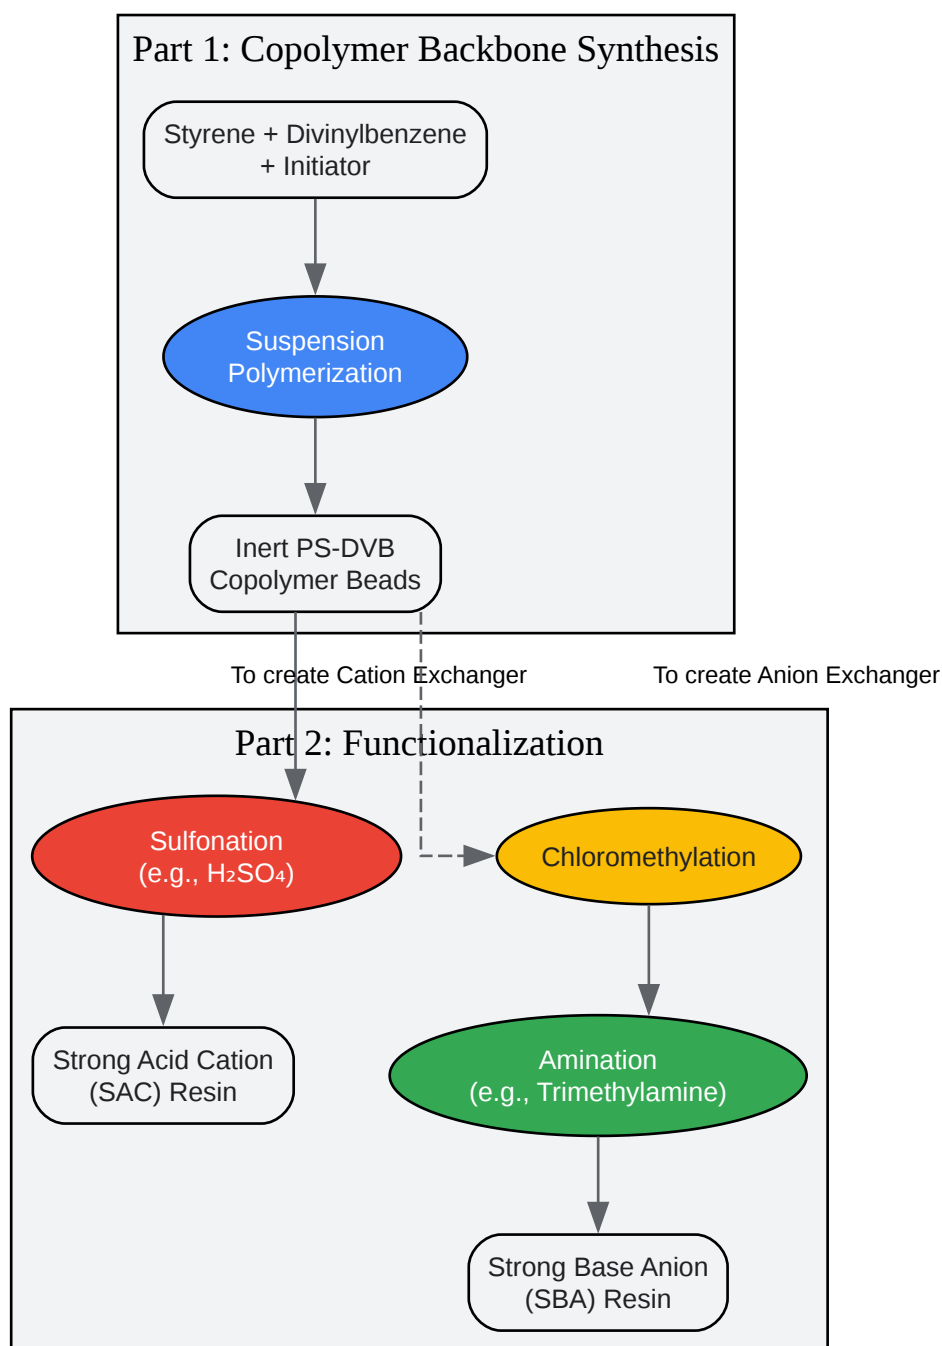 Part 1: Copolymer Backbone Synthesis
Styrene + Divinylbenzene
+ Initiator
Suspension
Polymerization
Inert PS-DVB
Copolymer Beads
To create Cation Exchanger
To create Anion Exchanger
Part 2: Functionalization
Sulfonation
(e.g., H₂SO₄)
Chloromethylation
Strong Acid Cation
(SAC) Resin
Amination
(e.g., Trimethylamine)
Strong Base Anion
(SBA) Resin